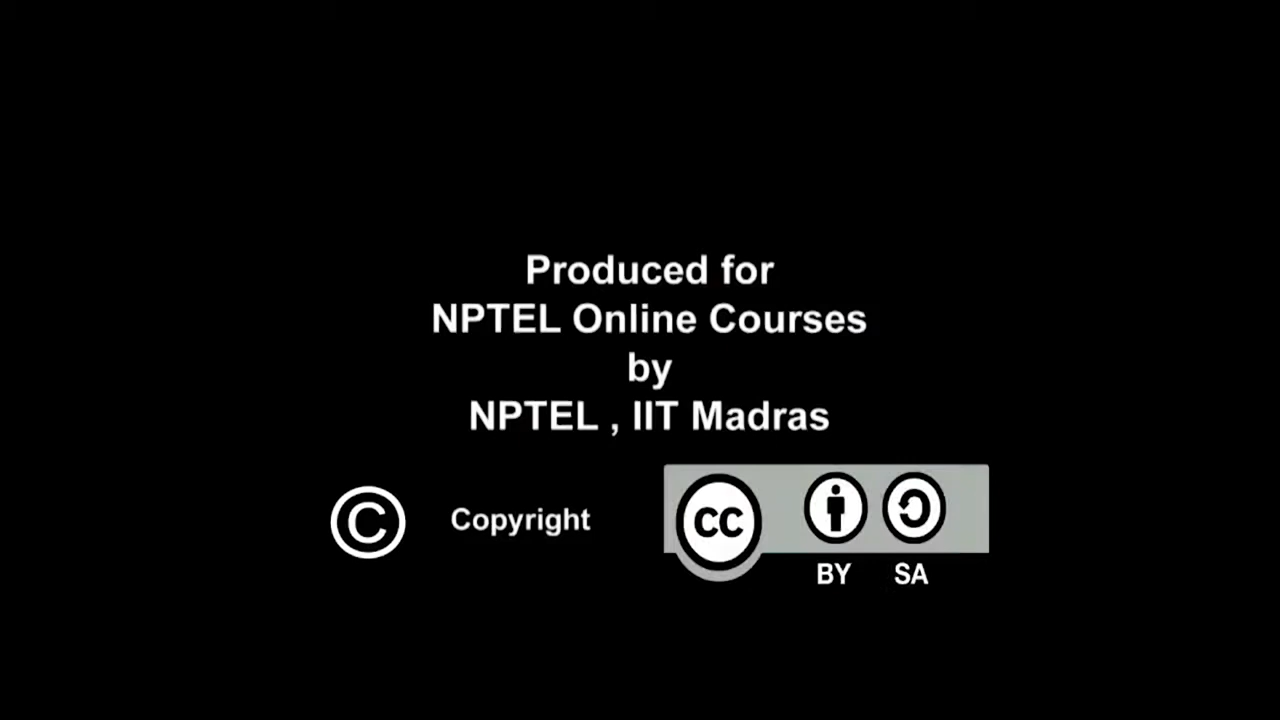 Produced for
NPTEL Online Courses
by
NPTEL , IIT Madras
© Copyright
cc
BY SA